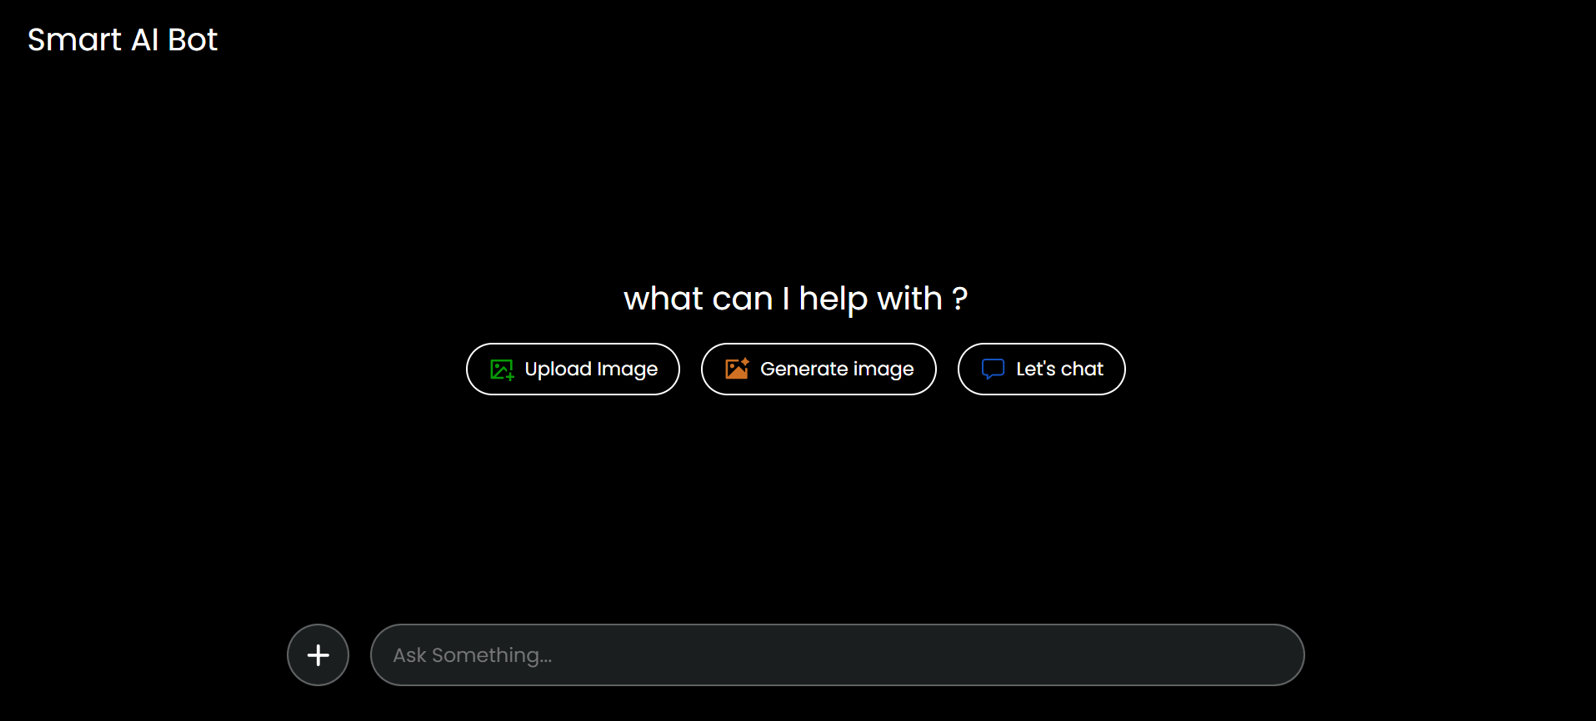 Smart AI Bot
what can I help with ?
Upload Image
Generate image
Let's chat
Ask Something...